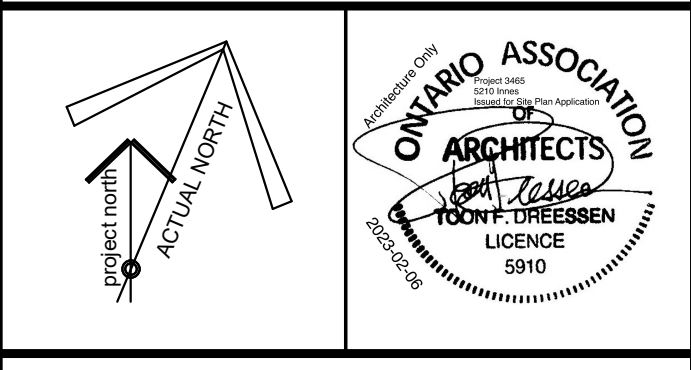 project north
ACTUAL NORTH
Architecture Only
ONTARIO ASSOCIATION
Project 3465
5210 Innes
Issued for Site Plan Application
OF
ARCHITECTS
TOON F. DREESSEN
LICENCE
5910
2023-02-06